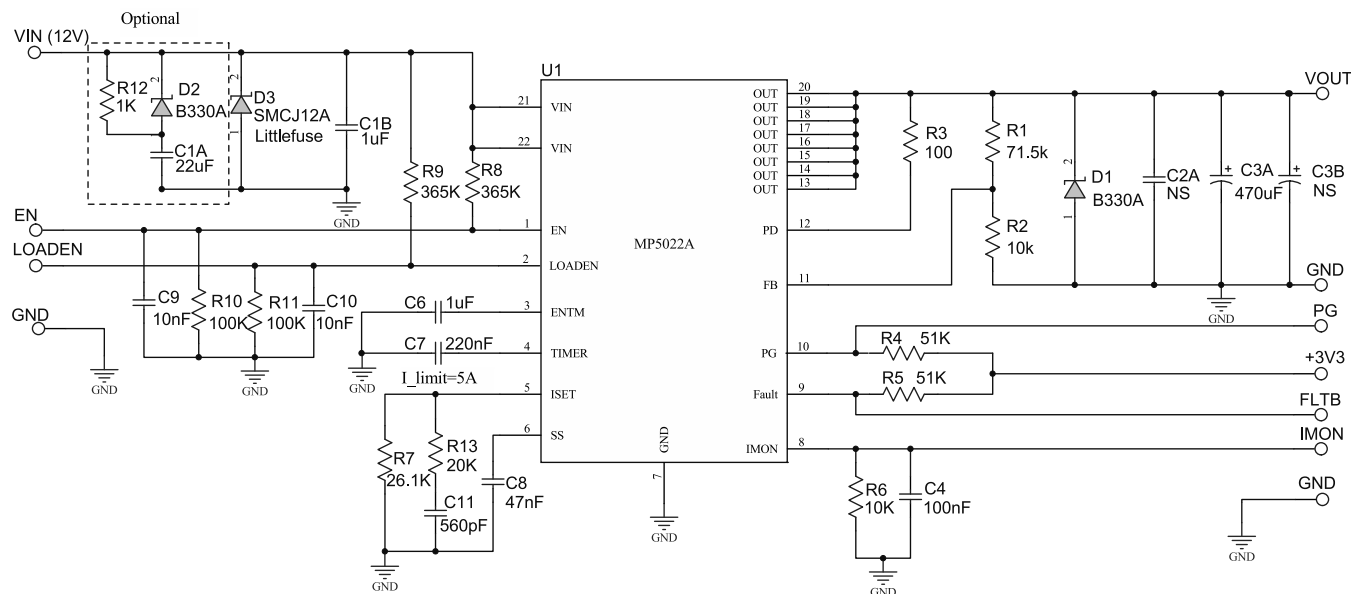 Optional
VIN (12V)
R12
1K
2
D2
B330A
C1A
22uF
2
D3
SMCJ12A
Littlefuse
1
C1B
1uF
GND
R9
365K
R8
365K
EN
LOADEN
C9
10nF
R10
100K
R11
100K
C10
10nF
GND
GND
GND
U1
MP5022A
21 VIN
22 VIN
1 EN
2 LOADEN
3 ENTM
4 TIMER
5 ISET
6 SS
GND
7
GND
C6 1uF
C7 220nF
GND
I_limit=5A
R7
26.1K
R13
20K
C11
560pF
C8
47nF
GND
OUT 20
OUT 19
OUT 18
OUT 17
OUT 16
OUT 15
OUT 14
OUT 13
PD 12
FB 11
PG 10
Fault 9
IMON 8
R3
100
R1
71.5k
R2
10k
2
D1
B330A
1
C2A
NS
C3A
470uF
+
C3B
NS
+
VOUT
GND
GND
PG
R4 51K
+3V3
R5 51K
FLTB
IMON
R6
10K
C4
100nF
GND
GND
GND